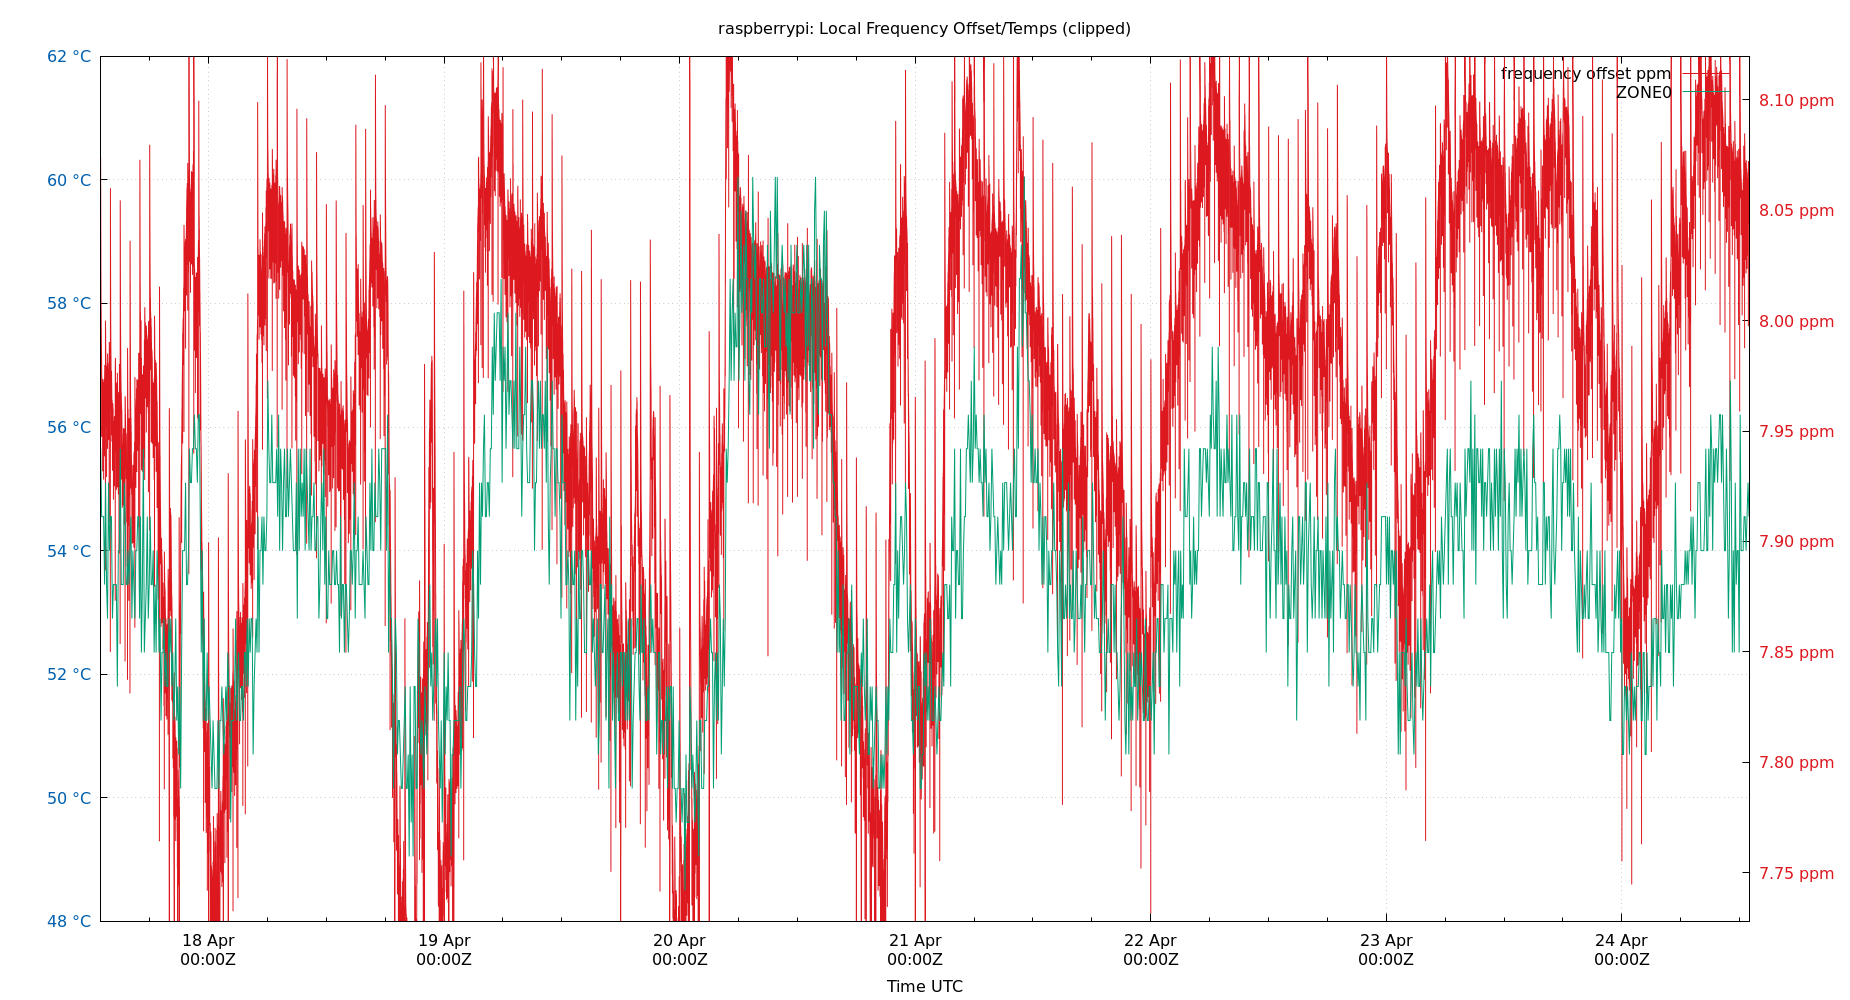 raspberrypi: Local Frequency Offset/Temps (clipped)
62 °C
60 °C
58 °C
56 °C
54 °C
52 °C
50 °C
48 °C
frequency offset ppm
ZONE0
8.10 ppm
8.05 ppm
8.00 ppm
7.95 ppm
7.90 ppm
7.85 ppm
7.80 ppm
7.75 ppm
18 Apr
00:00Z
19 Apr
00:00Z
20 Apr
00:00Z
21 Apr
00:00Z
22 Apr
00:00Z
23 Apr
00:00Z
24 Apr
00:00Z
Time UTC